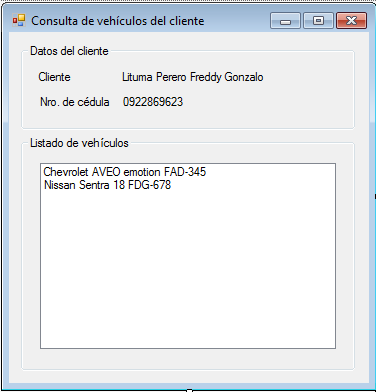 Consulta de vehículos del cliente
Datos del cliente
Cliente Lituma Perero Freddy Gonzalo
Nro. de cédula 0922869623
Listado de vehículos
Chevrolet AVEO emotion FAD-345
Nissan Sentra 18 FDG-678